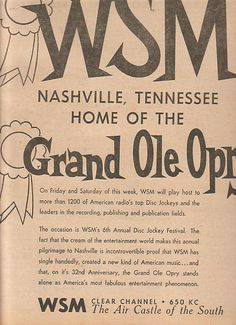 WSM
NASHVILLE, TENNESSEE
HOME OF THE
Grand Ole Opry
On Friday and Saturday of this week, WSM will play host to
more than 1200 of American radio's top Disc Jockeys and the
leaders in the recording, publishing and publication fields.
The occasion is WSM's 6th Annual Disc Jockey Festival. The
fact that the cream of the entertainment world makes this annual
pilgrimage to Nashville is incontrovertible proof that WSM has
single handedly, created a new kind of American music...and
that, on it's 32nd Anniversary, the Grand Ole Opry stands
alone as America's most fabulous entertainment phenomenon.
WSM CLEAR CHANNEL • 650 KC
The Air Castle of the South